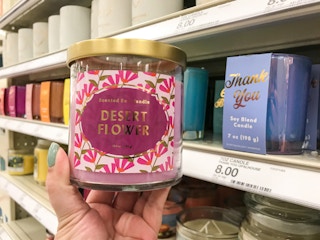 8.00
Scented Soy Candle
DESERT
FLOWER
Thank
You
Soy Blend
Candle
7 oz (198 g)
8.00